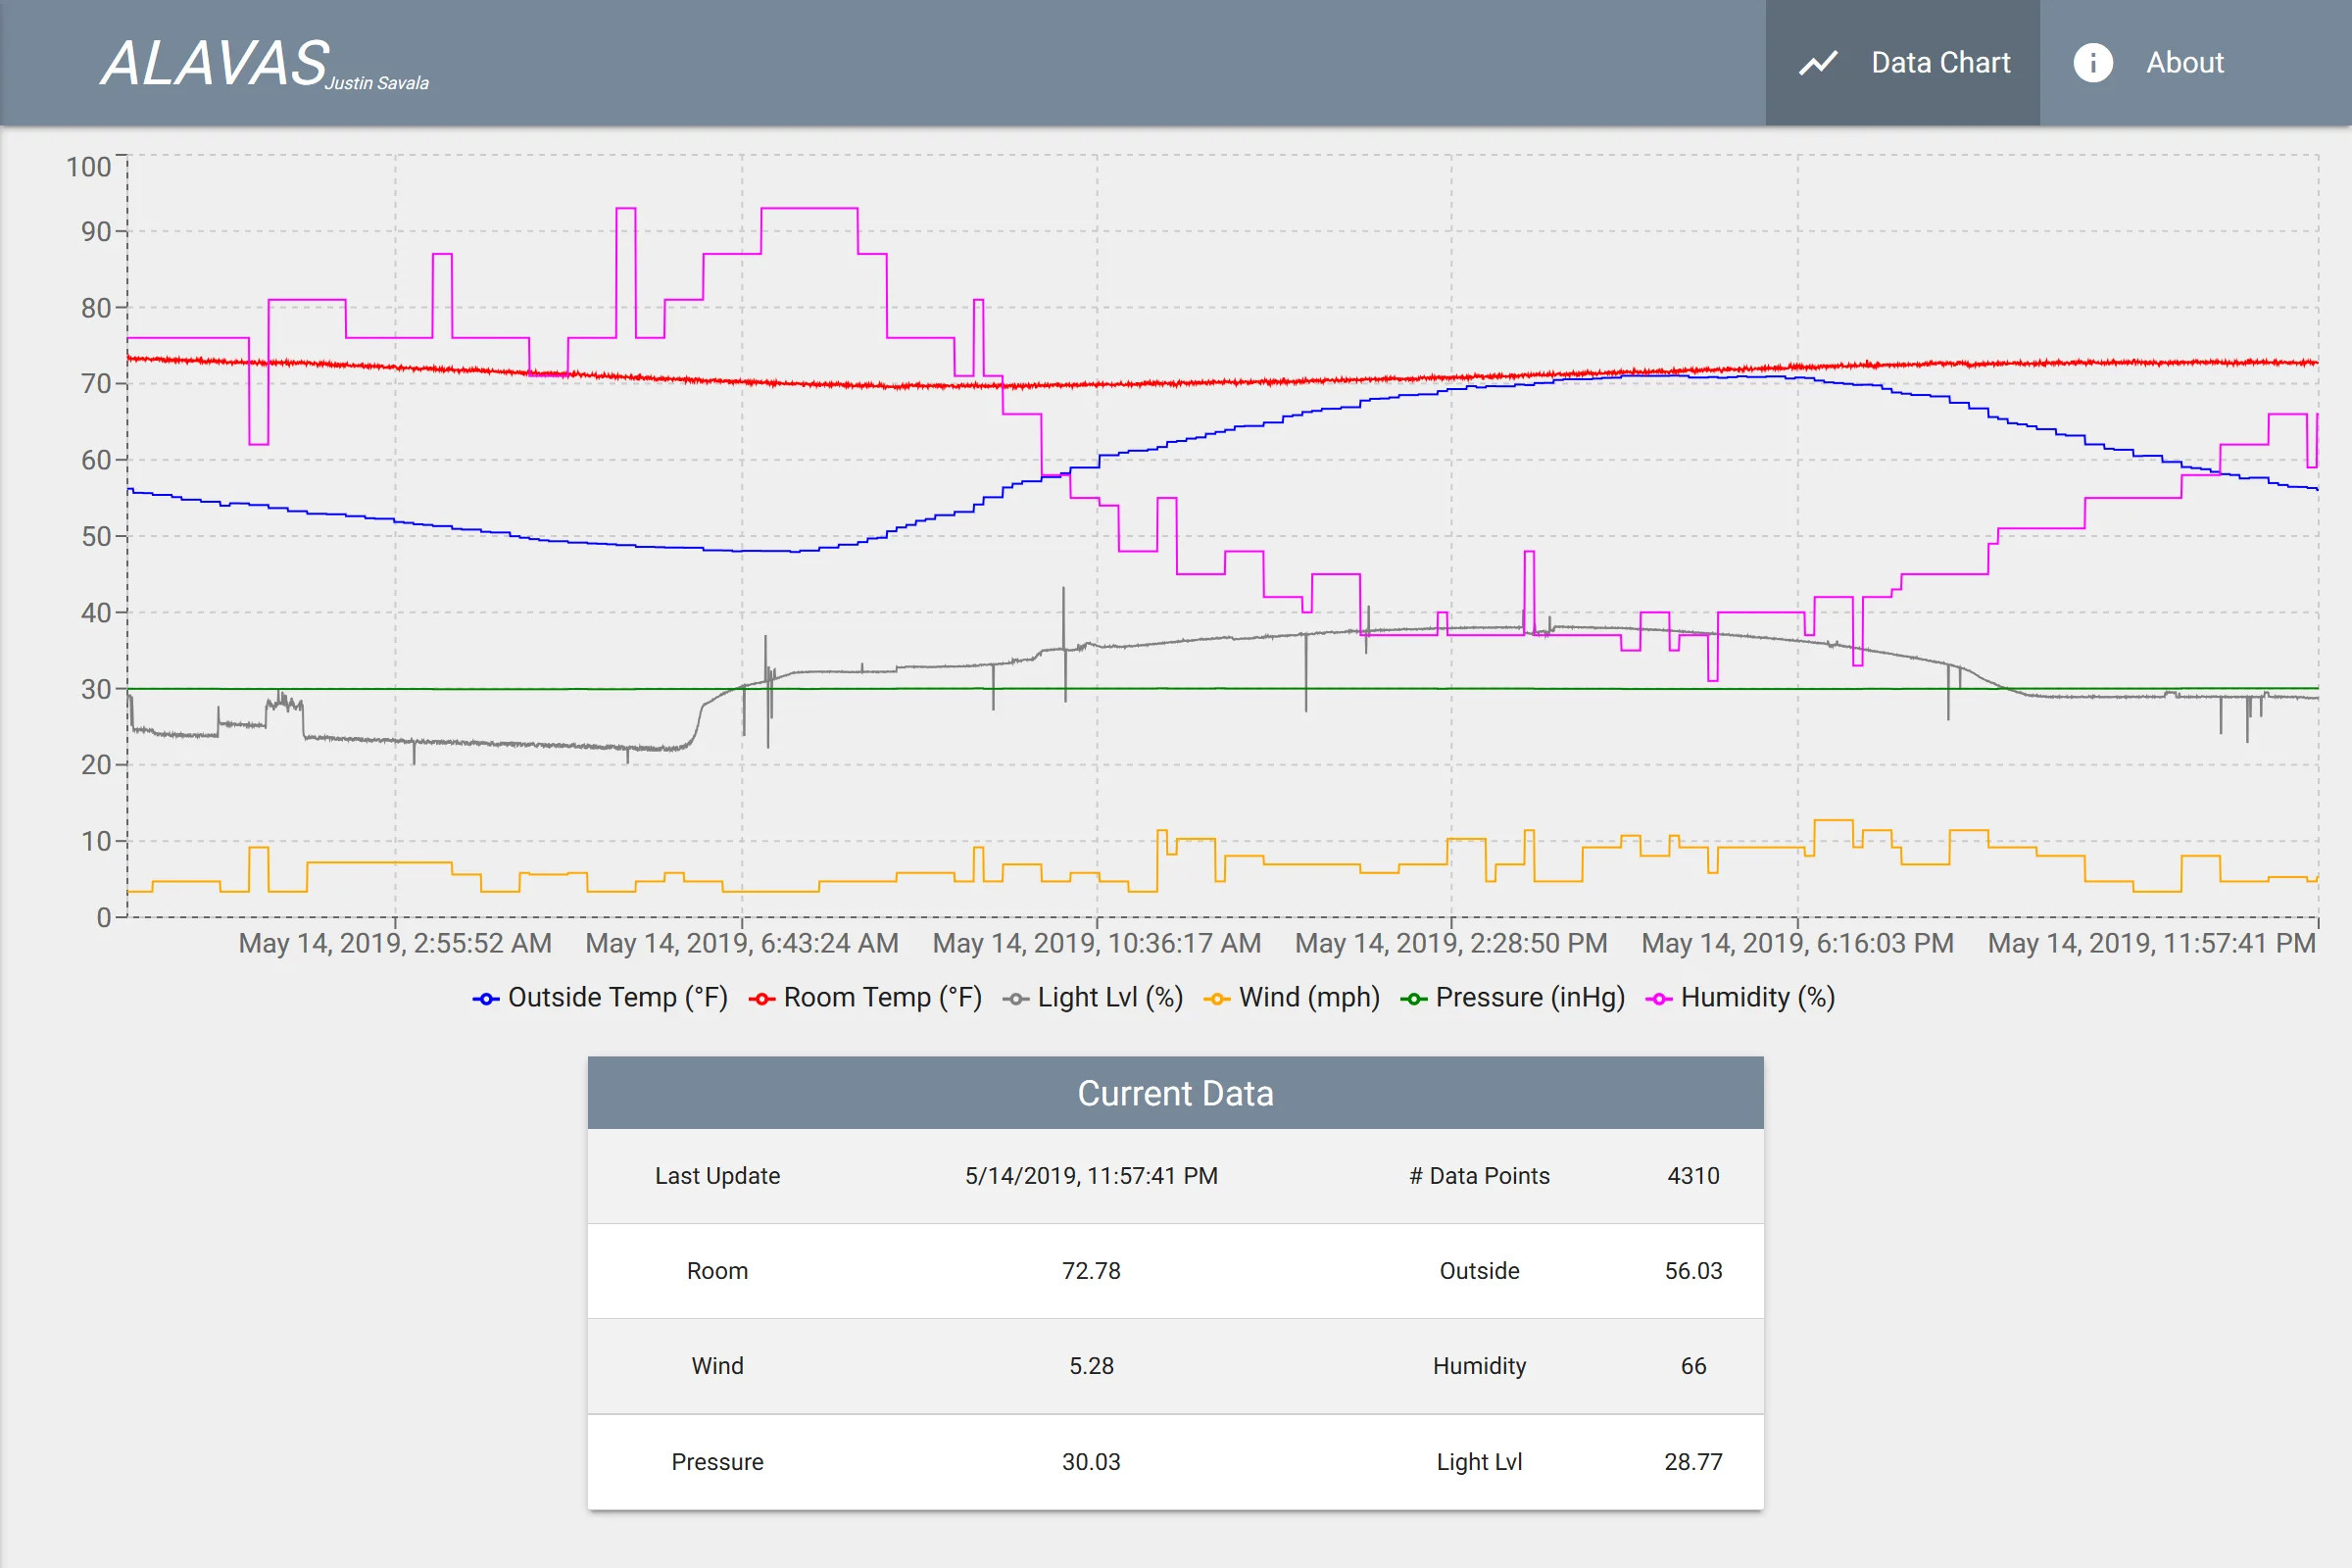 ALAVAS Justin Savala
Data Chart
About
100
90
80
70
60
50
40
30
20
10
0
May 14, 2019, 2:55:52 AM May 14, 2019, 6:43:24 AM May 14, 2019, 10:36:17 AM May 14, 2019, 2:28:50 PM May 14, 2019, 6:16:03 PM May 14, 2019, 11:57:41 PM
Outside Temp (°F) Room Temp (°F) Light Lvl (%) Wind (mph) Pressure (inHg) Humidity (%)
Current Data
Last Update 5/14/2019, 11:57:41 PM # Data Points 4310
Room 72.78 Outside 56.03
Wind 5.28 Humidity 66
Pressure 30.03 Light Lvl 28.77